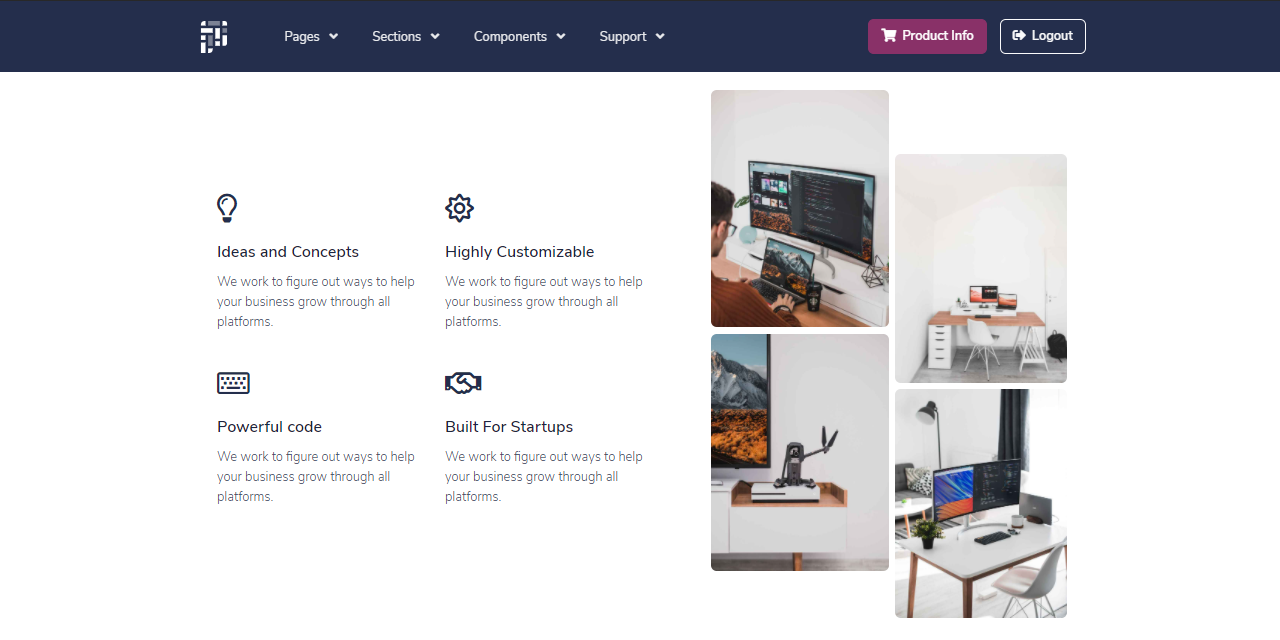 Pages Sections Components Support Product Info Logout
Ideas and Concepts
We work to figure out ways to help
your business grow through all
platforms.
Highly Customizable
We work to figure out ways to help
your business grow through all
platforms.
Powerful code
We work to figure out ways to help
your business grow through all
platforms.
Built For Startups
We work to figure out ways to help
your business grow through all
platforms.